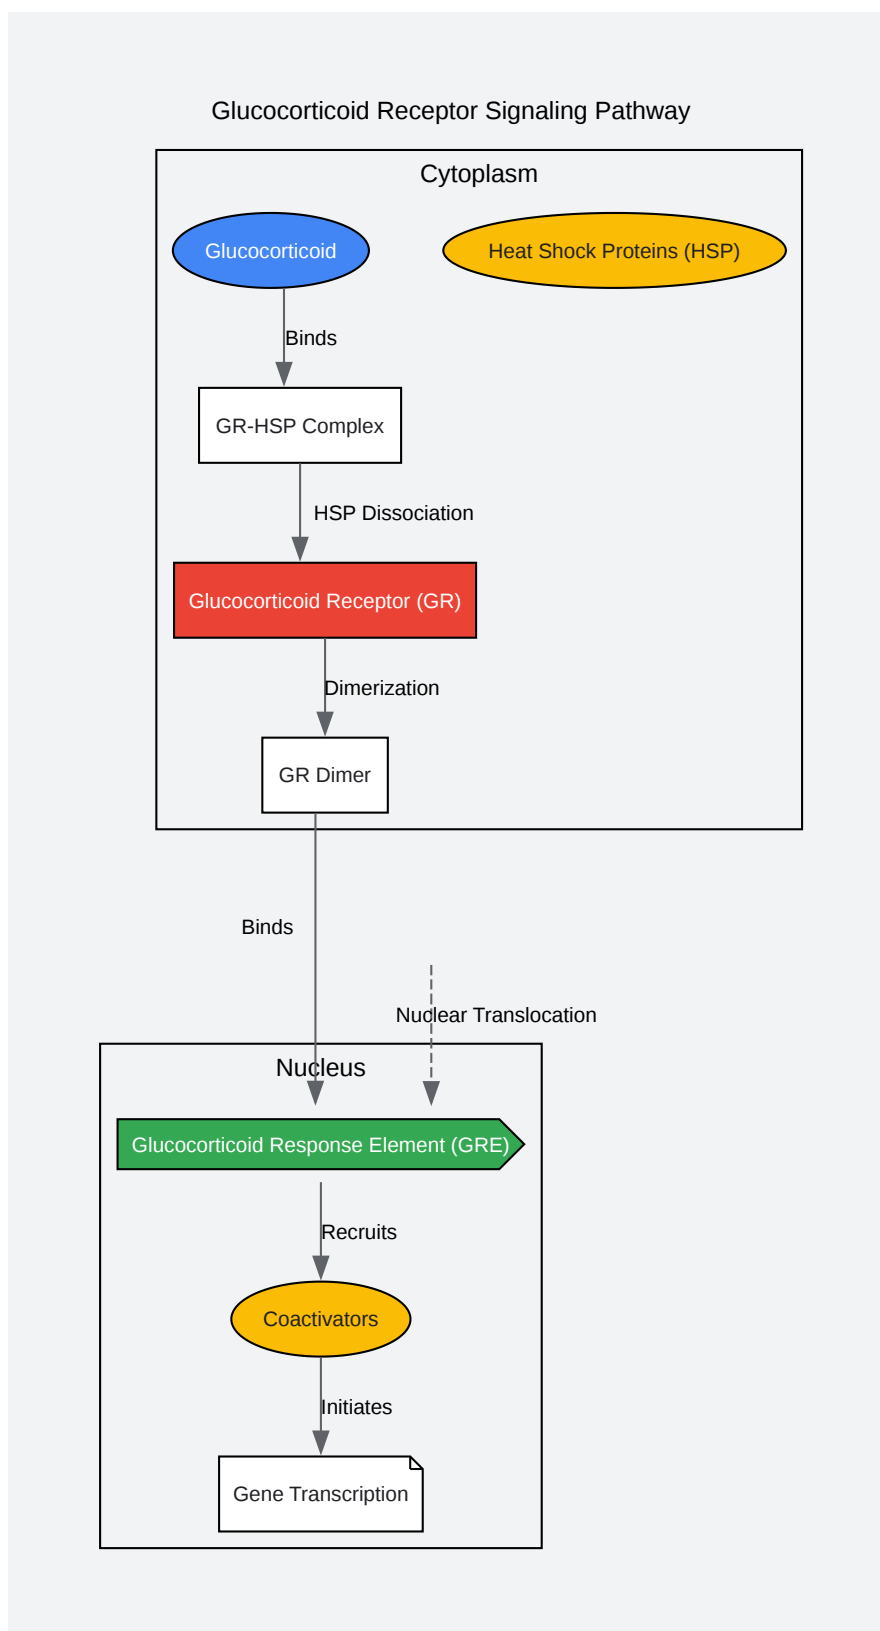 Glucocorticoid Receptor Signaling Pathway
Cytoplasm
Glucocorticoid
Heat Shock Proteins (HSP)
Binds
GR-HSP Complex
HSP Dissociation
Glucocorticoid Receptor (GR)
Dimerization
GR Dimer
Binds
Nuclear Translocation
Nucleus
Glucocorticoid Response Element (GRE)
Recruits
Coactivators
Initiates
Gene Transcription